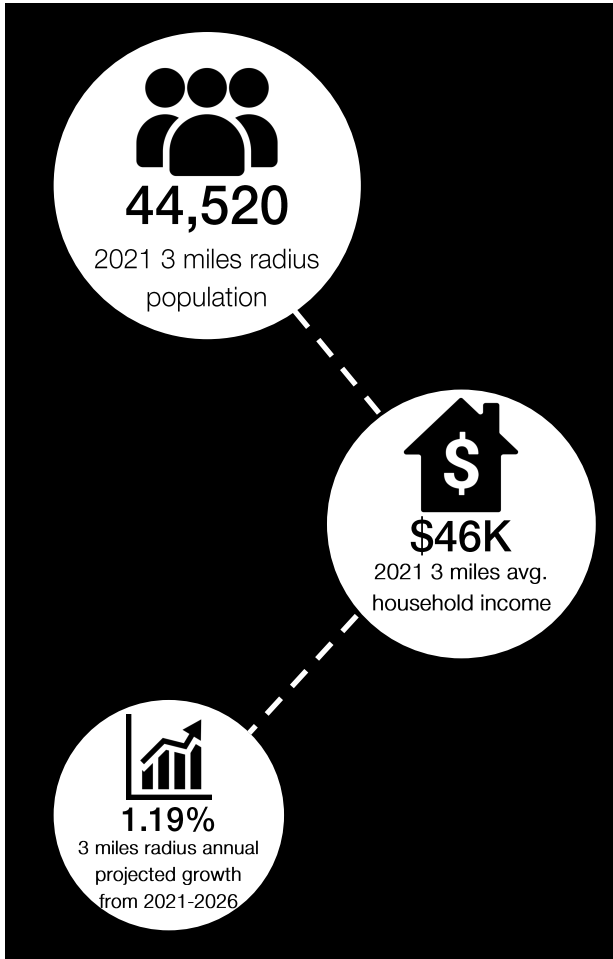 44,520
2021 3 miles radius
population
$
$46K
2021 3 miles avg.
household income
1.19%
3 miles radius annual
projected growth
from 2021-2026